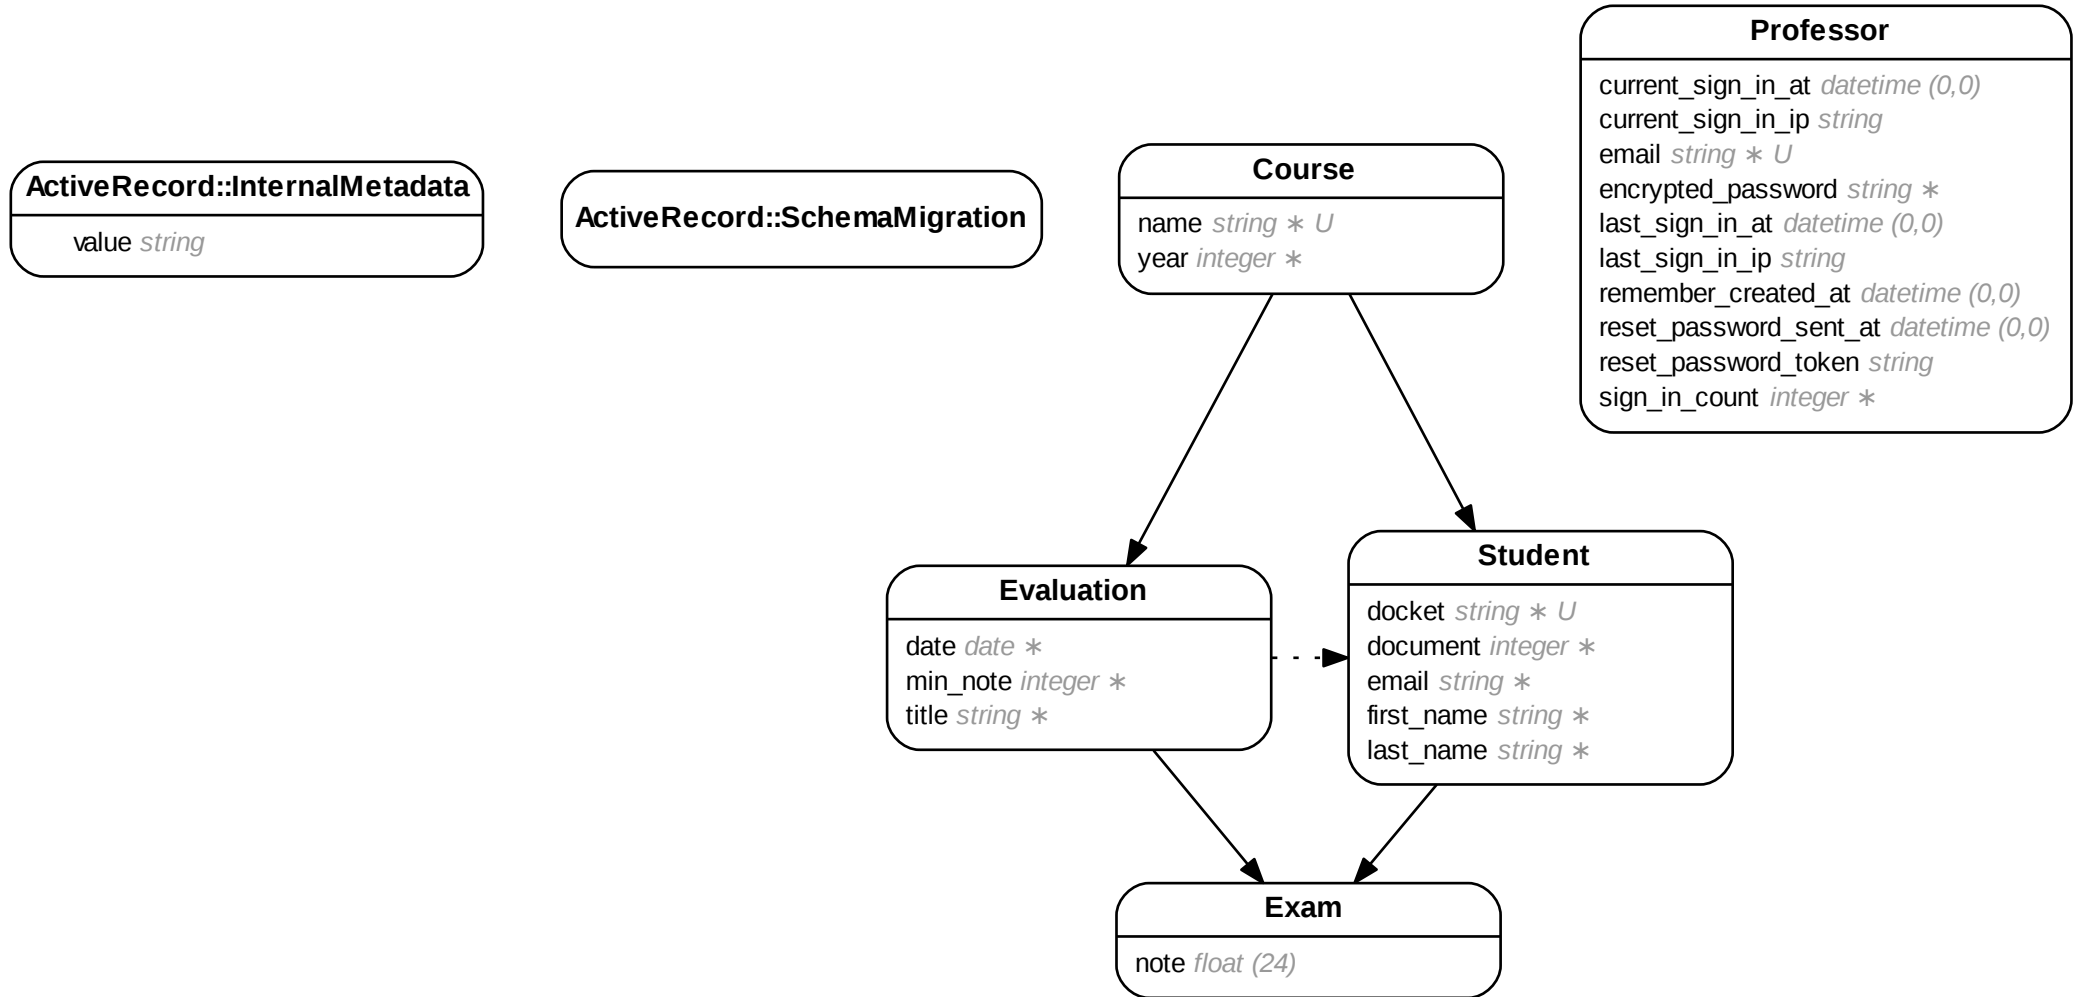 ActiveRecord::InternalMetadata
value string
ActiveRecord::SchemaMigration
Course
name string ∗ U
year integer ∗
Professor
current_sign_in_at datetime (0,0)
current_sign_in_ip string
email string ∗ U
encrypted_password string ∗
last_sign_in_at datetime (0,0)
last_sign_in_ip string
remember_created_at datetime (0,0)
reset_password_sent_at datetime (0,0)
reset_password_token string
sign_in_count integer ∗
Evaluation
date date ∗
min_note integer ∗
title string ∗
Student
docket string ∗ U
document integer ∗
email string ∗
first_name string ∗
last_name string ∗
Exam
note float (24)